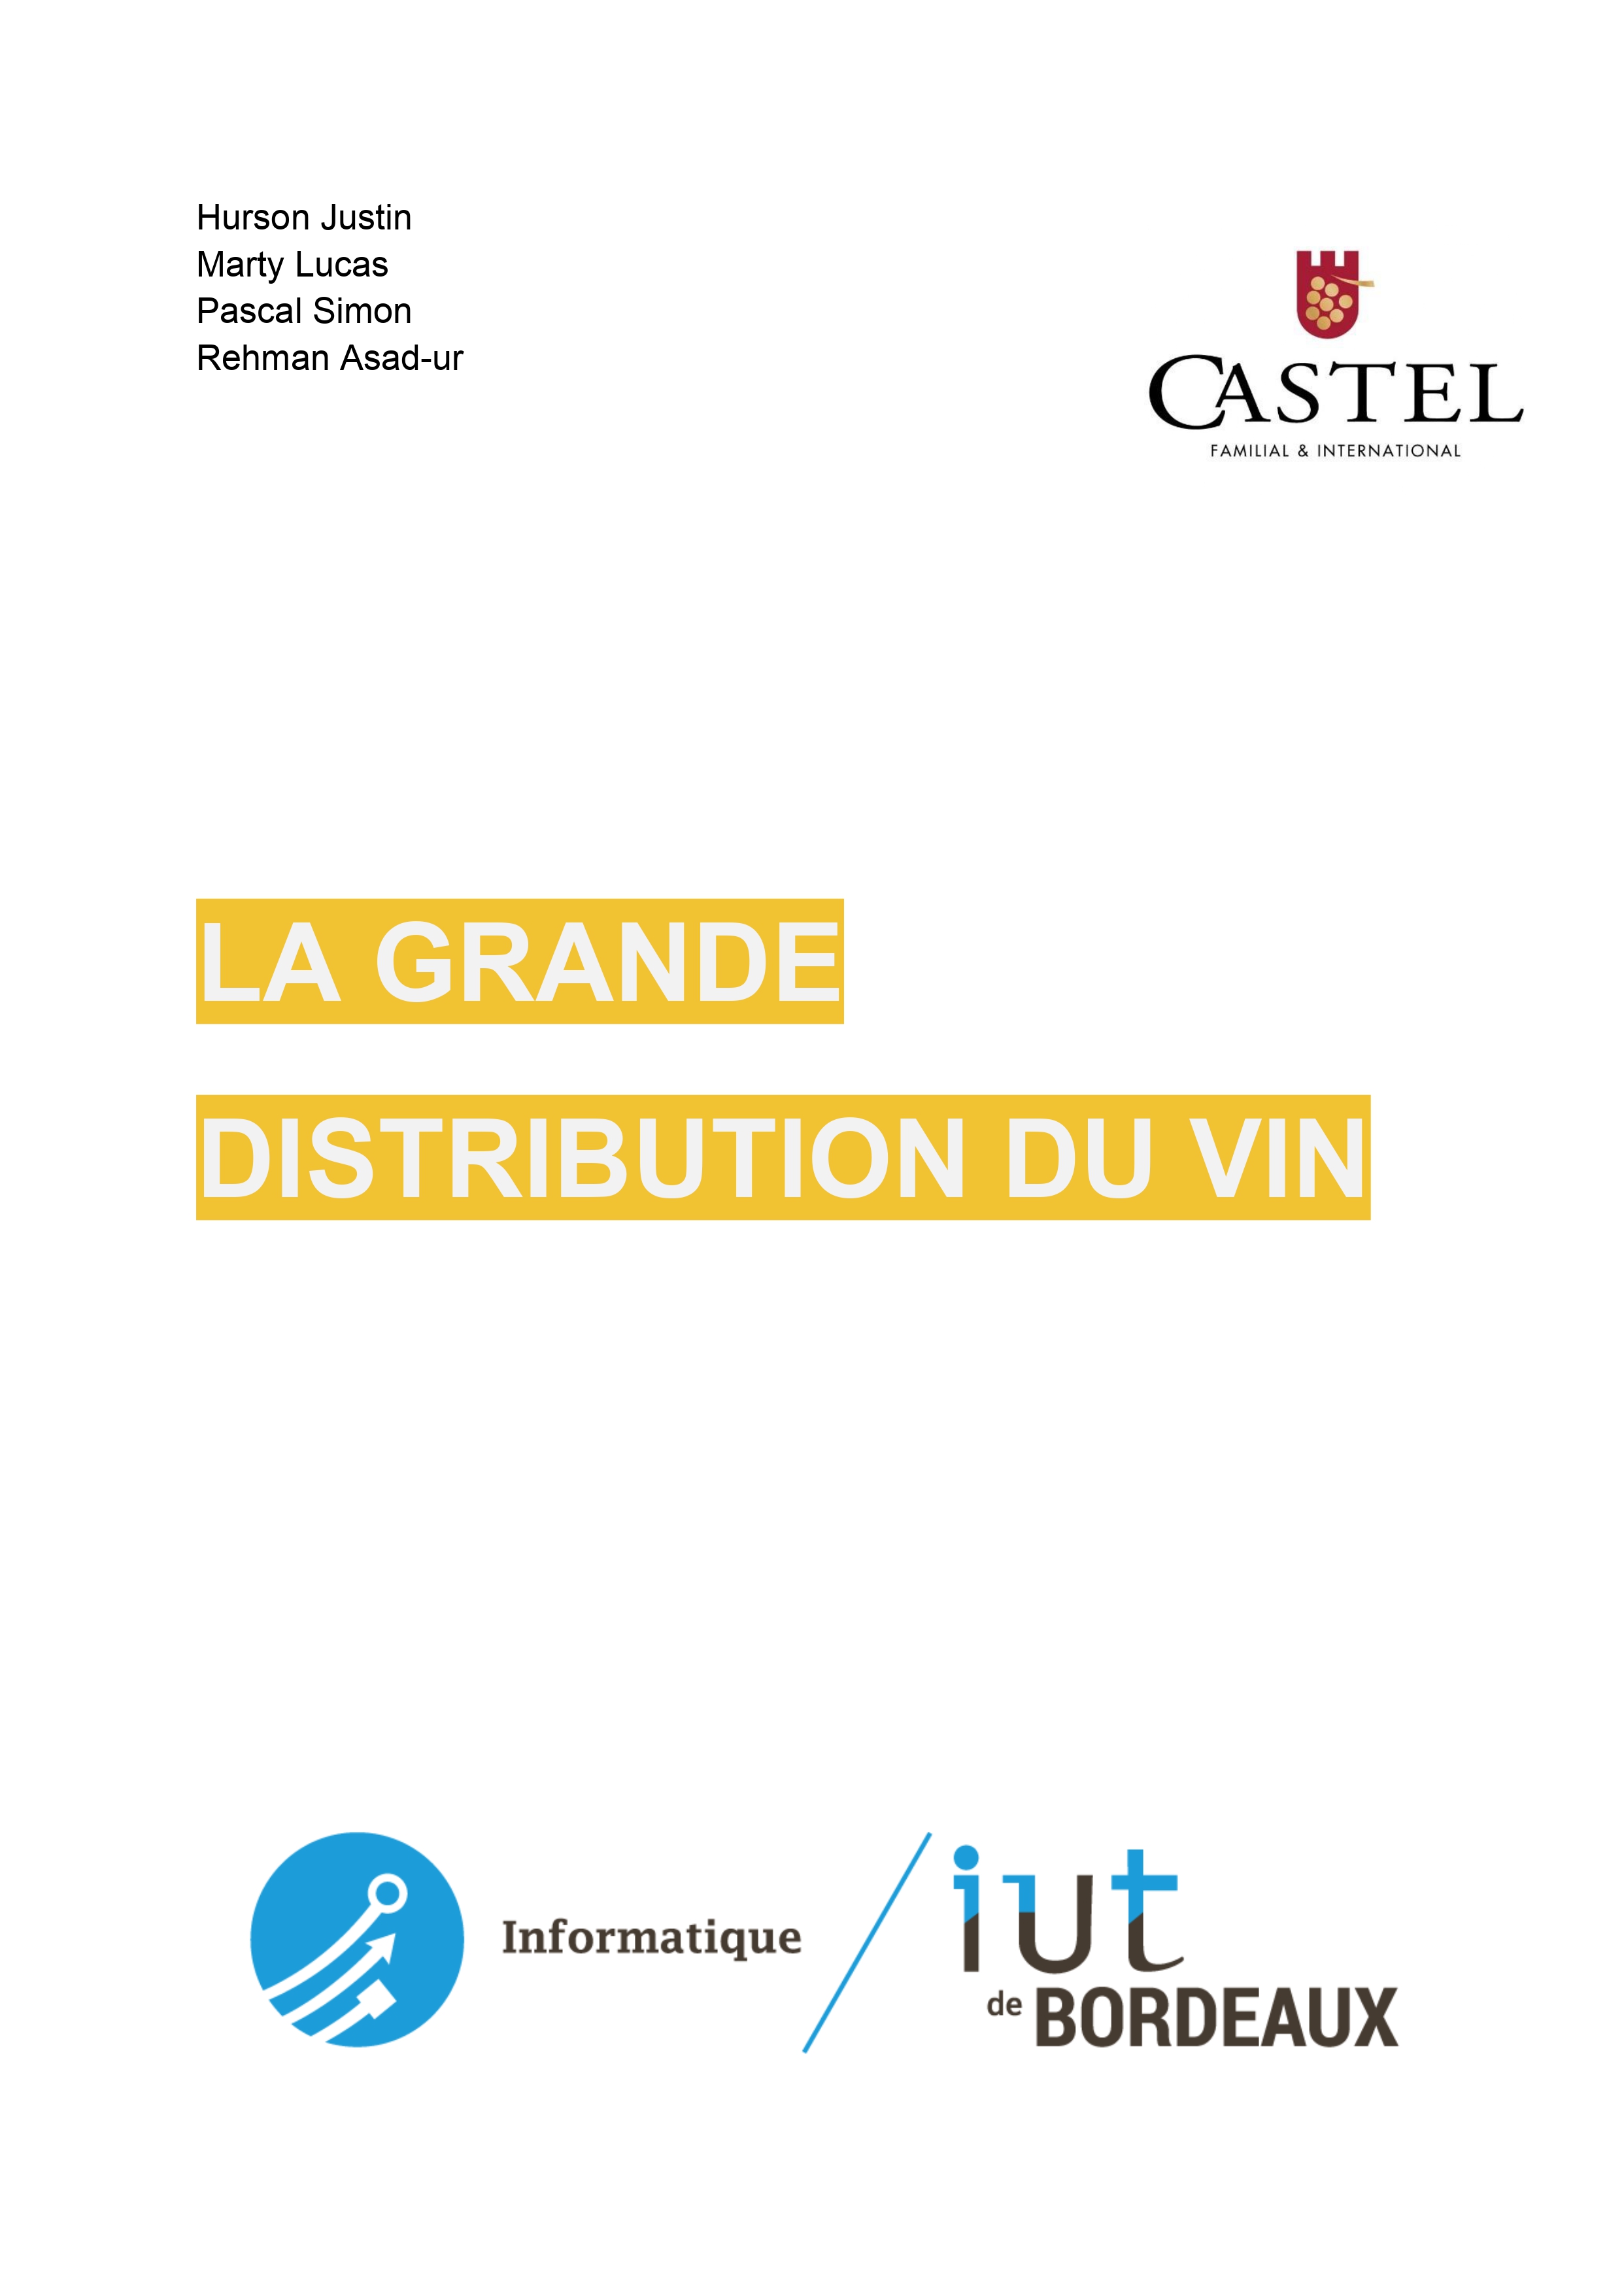 Hurson Justin
Marty Lucas
Pascal Simon
Rehman Asad-ur
CASTEL
FAMILIAL & INTERNATIONAL
LA GRANDE
DISTRIBUTION DU VIN
Informatique
iut
de BORDEAUX